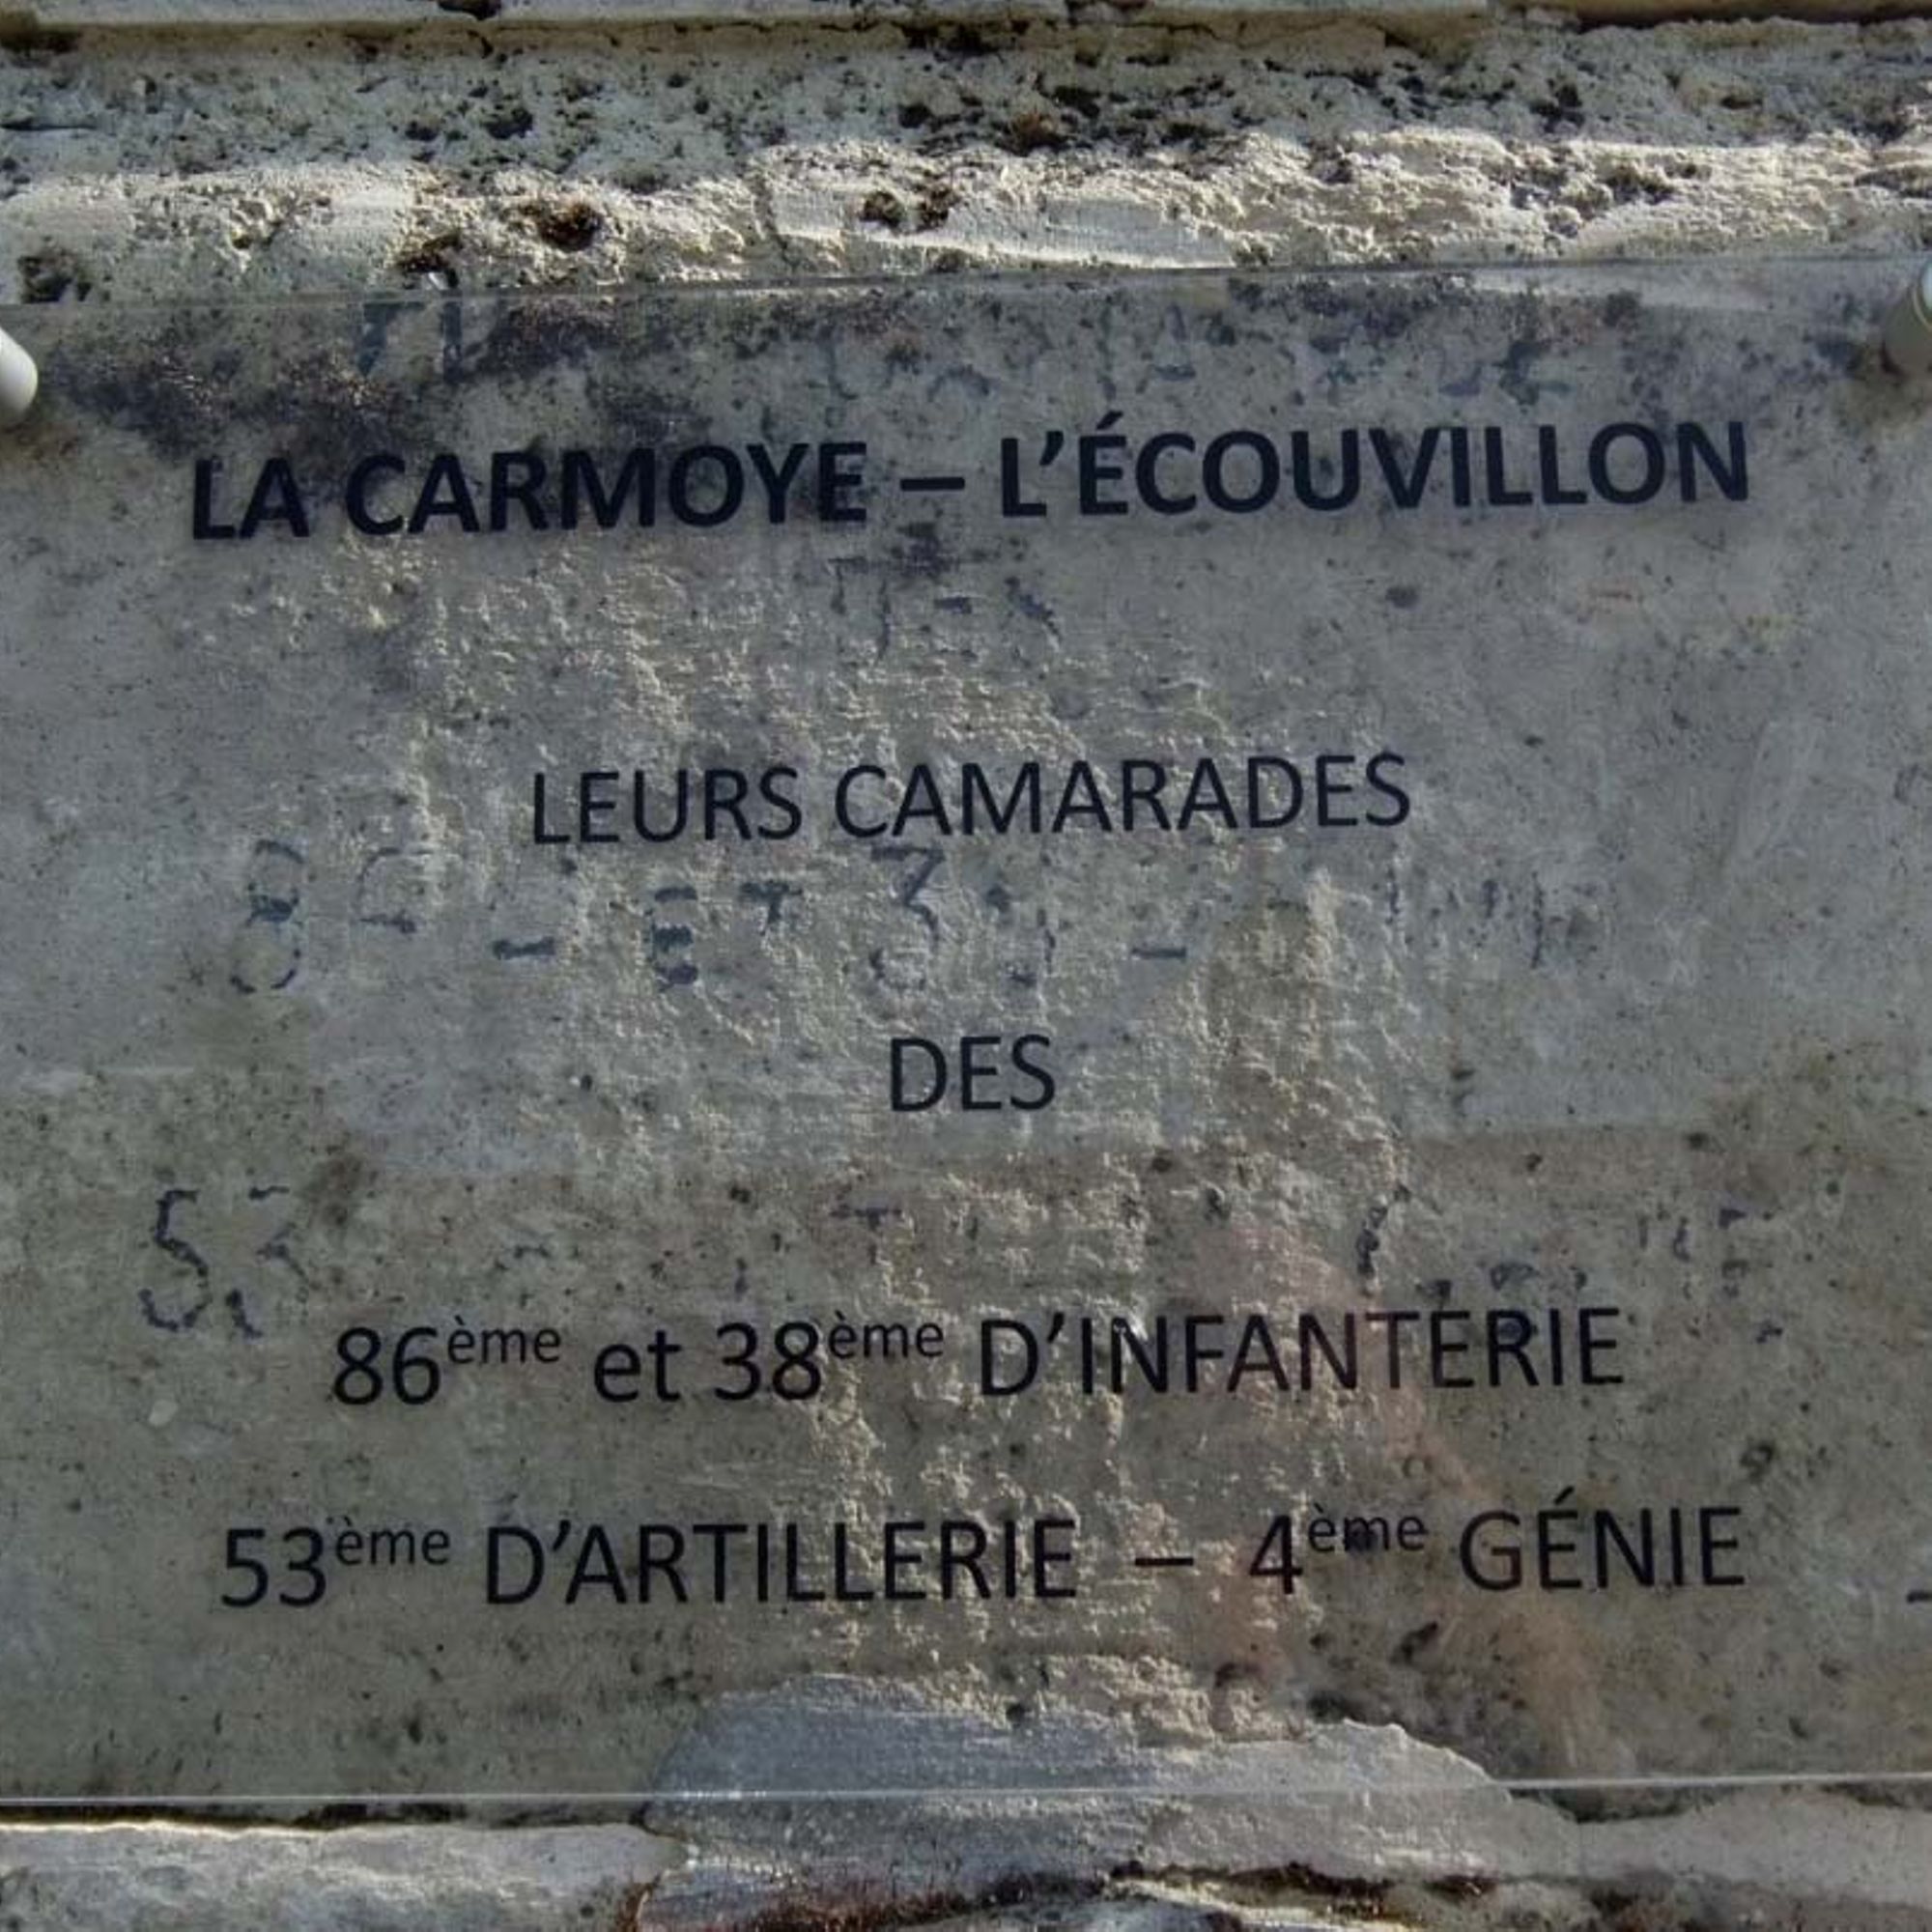 LA CARMOYE – L'ÉCOUVILLON
LEURS CAMARADES
DES
86ème et 38ème D'INFANTERIE
53ème D'ARTILLERIE – 4ème GÉNIE